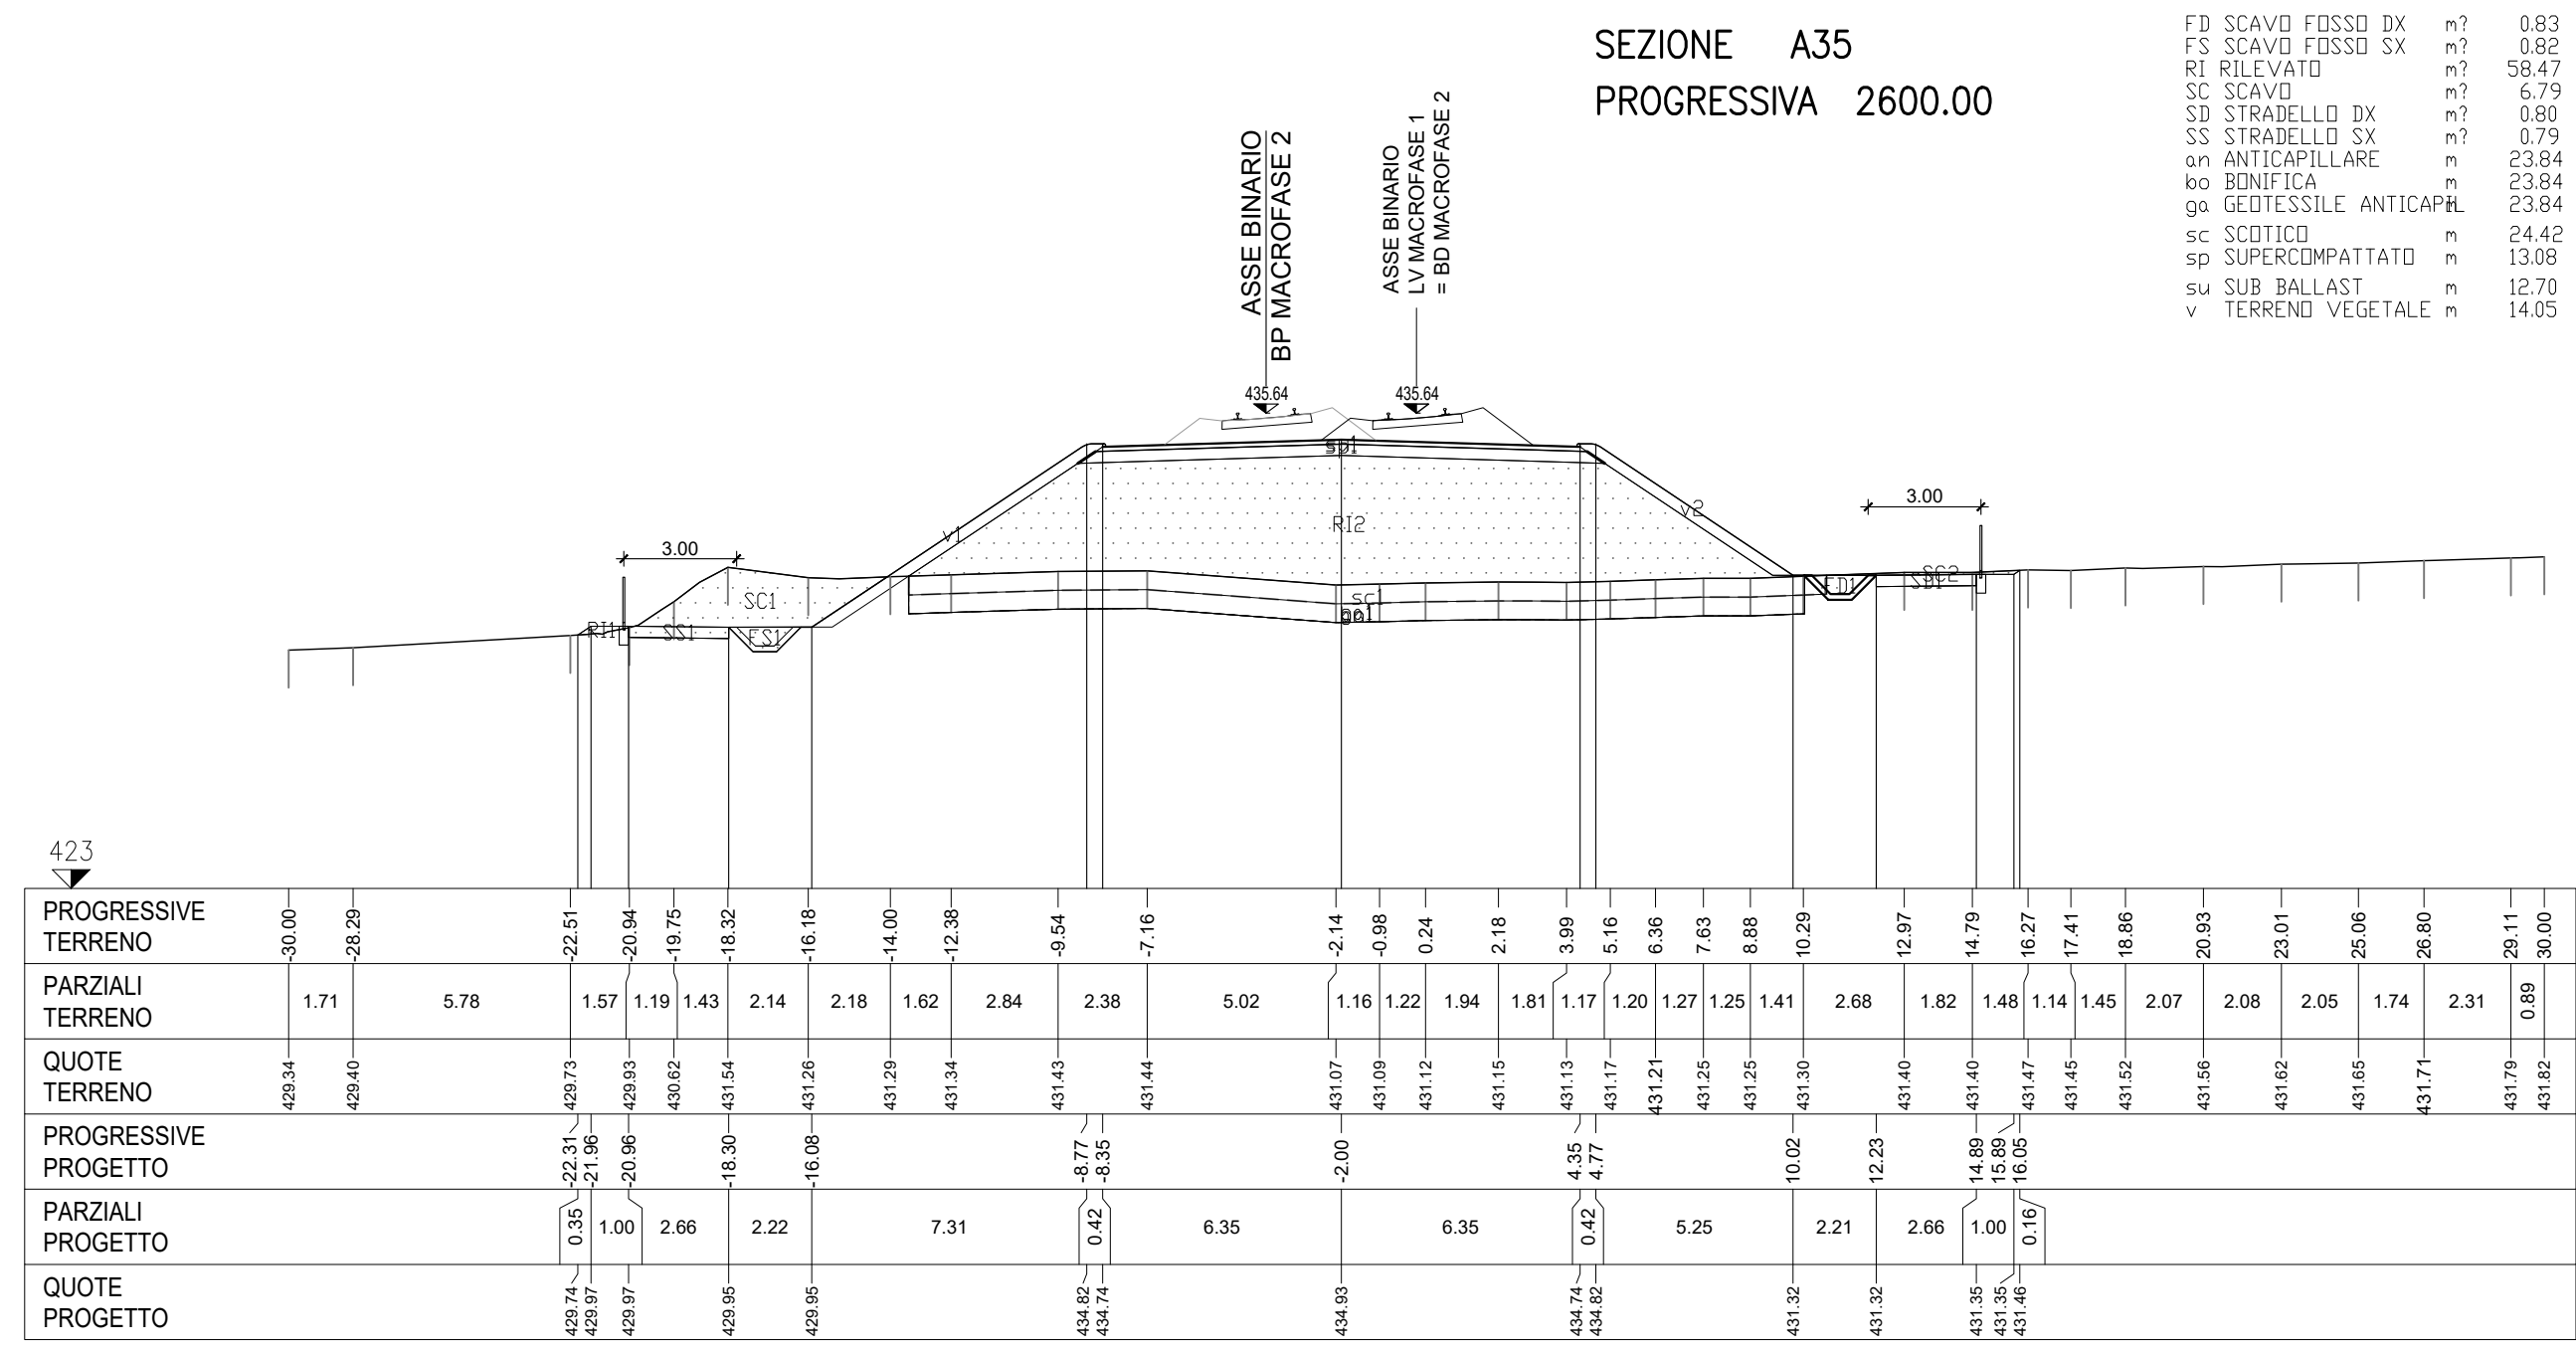 SEZIONE A35
PROGRESSIVA 2600.00
FD SCAVO FOSSO DX m? 0.83
FS SCAVO FOSSO SX m? 0.82
RI RILEVATO m? 58.47
SC SCAVO m? 6.79
SD STRADELLO DX m? 0.80
SS STRADELLO SX m? 0.79
an ANTICAPILLARE m 23.84
bo BONIFICA m 23.84
ga GEOTESSILE ANTICAPIL m 23.84
sc SCOTICO m 24.42
sp SUPERCOMPATTATO m 13.08
su SUB BALLAST m 12.70
v TERRENO VEGETALE m 14.05
ASSE BINARIO
BP MACROFASE 2
ASSE BINARIO
LV MACROFASE 1
= BD MACROFASE 2
435.64 435.64
sp1
v1 RI2 v2
3.00 3.00
SC1 sc1 FD1 SD1 SC2
RI1 SS1 FS1
423
PROGRESSIVE
TERRENO
-30.00 -28.29 -22.51 -20.94 -19.75 -18.32 -16.18 -14.00 -12.38 -9.54 -7.16 -2.14 -0.98 0.24 2.18 3.99 5.16 6.36 7.63 8.88 10.29 12.97 14.79 16.27 17.41 18.86 20.93 23.01 25.06 26.80 29.11 30.00
PARZIALI
TERRENO
1.71 5.78 1.57 1.19 1.43 2.14 2.18 1.62 2.84 2.38 5.02 1.16 1.22 1.94 1.81 1.17 1.20 1.27 1.25 1.41 2.68 1.82 1.48 1.14 1.45 2.07 2.08 2.05 1.74 2.31 0.89
QUOTE
TERRENO
429.34 429.40 429.73 429.93 430.62 431.54 431.26 431.29 431.34 431.43 431.44 431.07 431.09 431.12 431.15 431.13 431.17 431.21 431.25 431.25 431.30 431.40 431.40 431.47 431.45 431.52 431.56 431.62 431.65 431.71 431.79 431.82
PROGRESSIVE
PROGETTO
-22.31 -21.96 -20.96 -18.30 -16.08 -8.77 -8.35 -2.00 4.35 4.77 10.02 12.23 14.89 15.89 16.05
PARZIALI
PROGETTO
0.35 1.00 2.66 2.22 7.31 0.42 6.35 6.35 0.42 5.25 2.21 2.66 1.00 0.16
QUOTE
PROGETTO
429.74 429.97 429.97 429.95 429.95 434.82 434.74 434.93 434.74 434.82 431.32 431.32 431.35 431.35 431.46